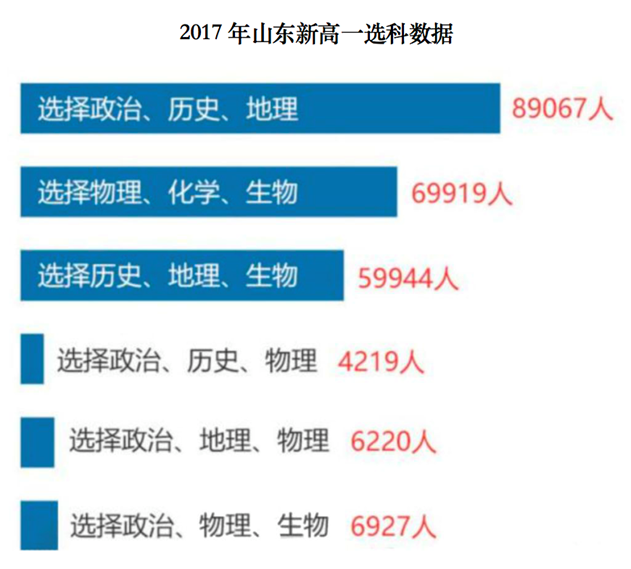 2017 年山东新高一选科数据
选择政治、历史、地理 89067人
选择物理、化学、生物 69919人
选择历史、地理、生物 59944人
选择政治、历史、物理 4219人
选择政治、地理、物理 6220人
选择政治、物理、生物 6927人